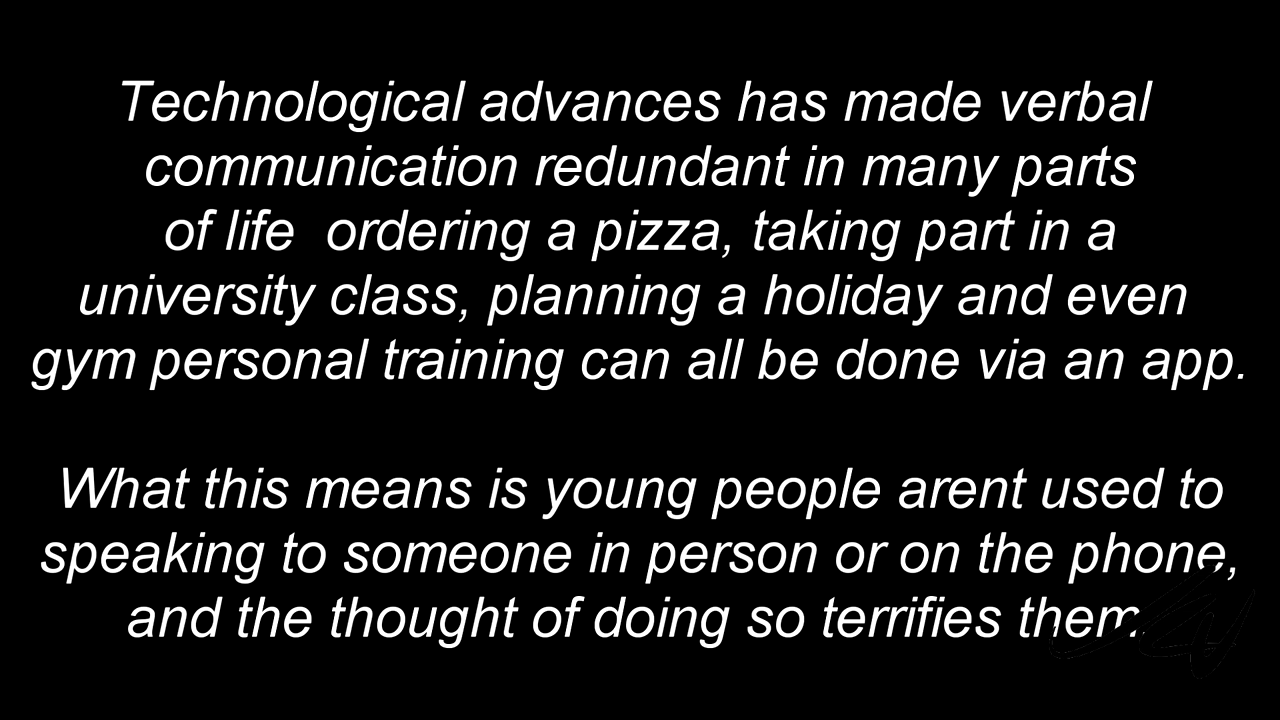 Technological advances has made verbal
communication redundant in many parts
of life  ordering a pizza, taking part in a
university class, planning a holiday and even
gym personal training can all be done via an app.
What this means is young people arent used to
speaking to someone in person or on the phone,
and the thought of doing so terrifies them